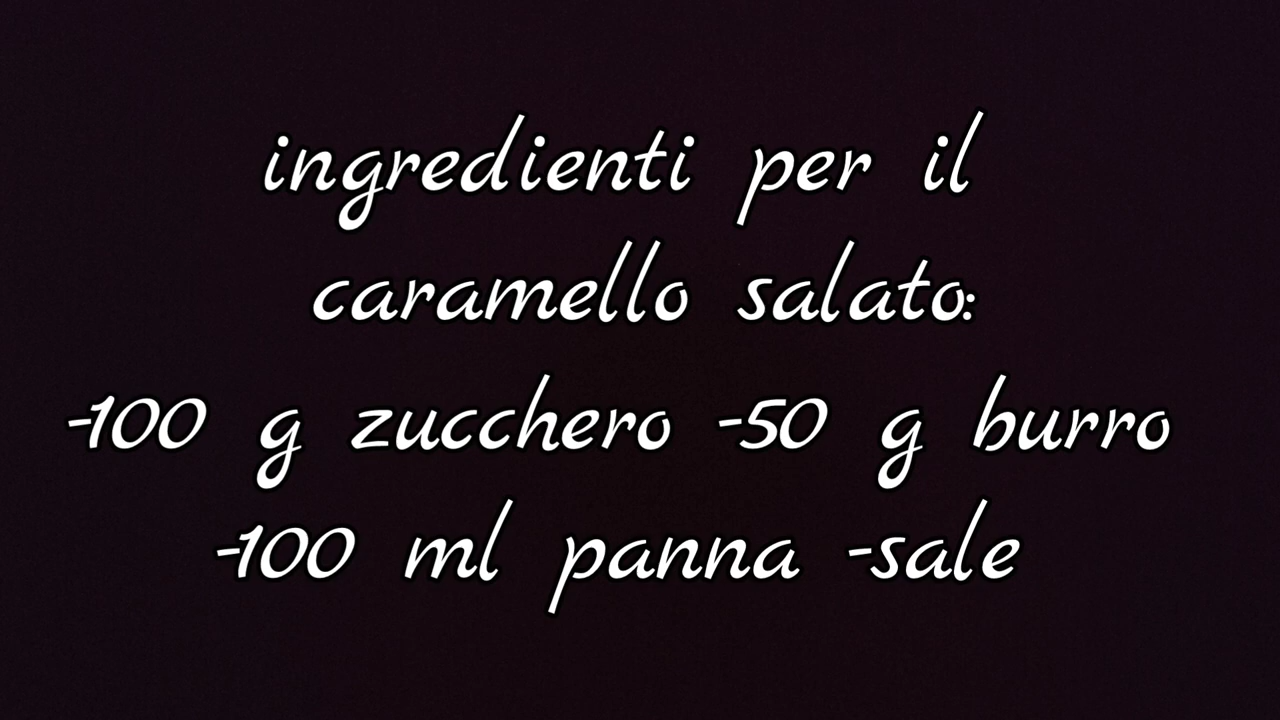 ingredienti per il
caramello salato:
-100 g zucchero -50 g burro
-100 ml panna -sale